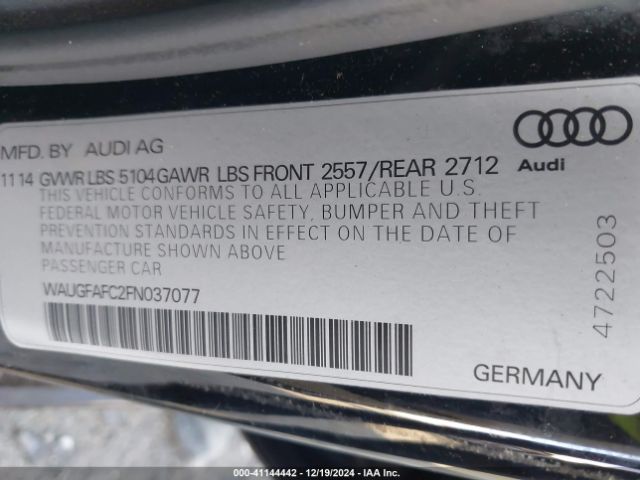 MFD. BY AUDI AG
1114 GVWR LBS 5104 GAWR LBS FRONT 2557/REAR 2712
Audi
THIS VEHICLE CONFORMS TO ALL APPLICABLE U.S.
FEDERAL MOTOR VEHICLE SAFETY, BUMPER AND THEFT
PREVENTION STANDARDS IN EFFECT ON THE DATE OF
MANUFACTURE SHOWN ABOVE
PASSENGER CAR
WAUGFAFC2FN037077
4722503
GERMANY
000-41144442 • 12/19/2024 • IAA Inc.